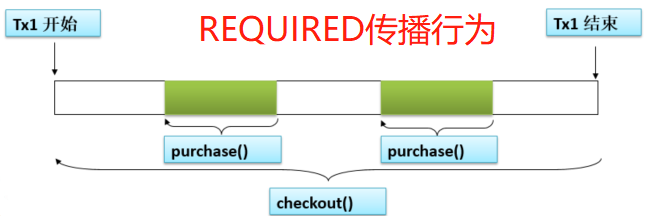 Tx1 开始
REQUIRED传播行为
Tx1 结束
purchase()
purchase()
checkout()